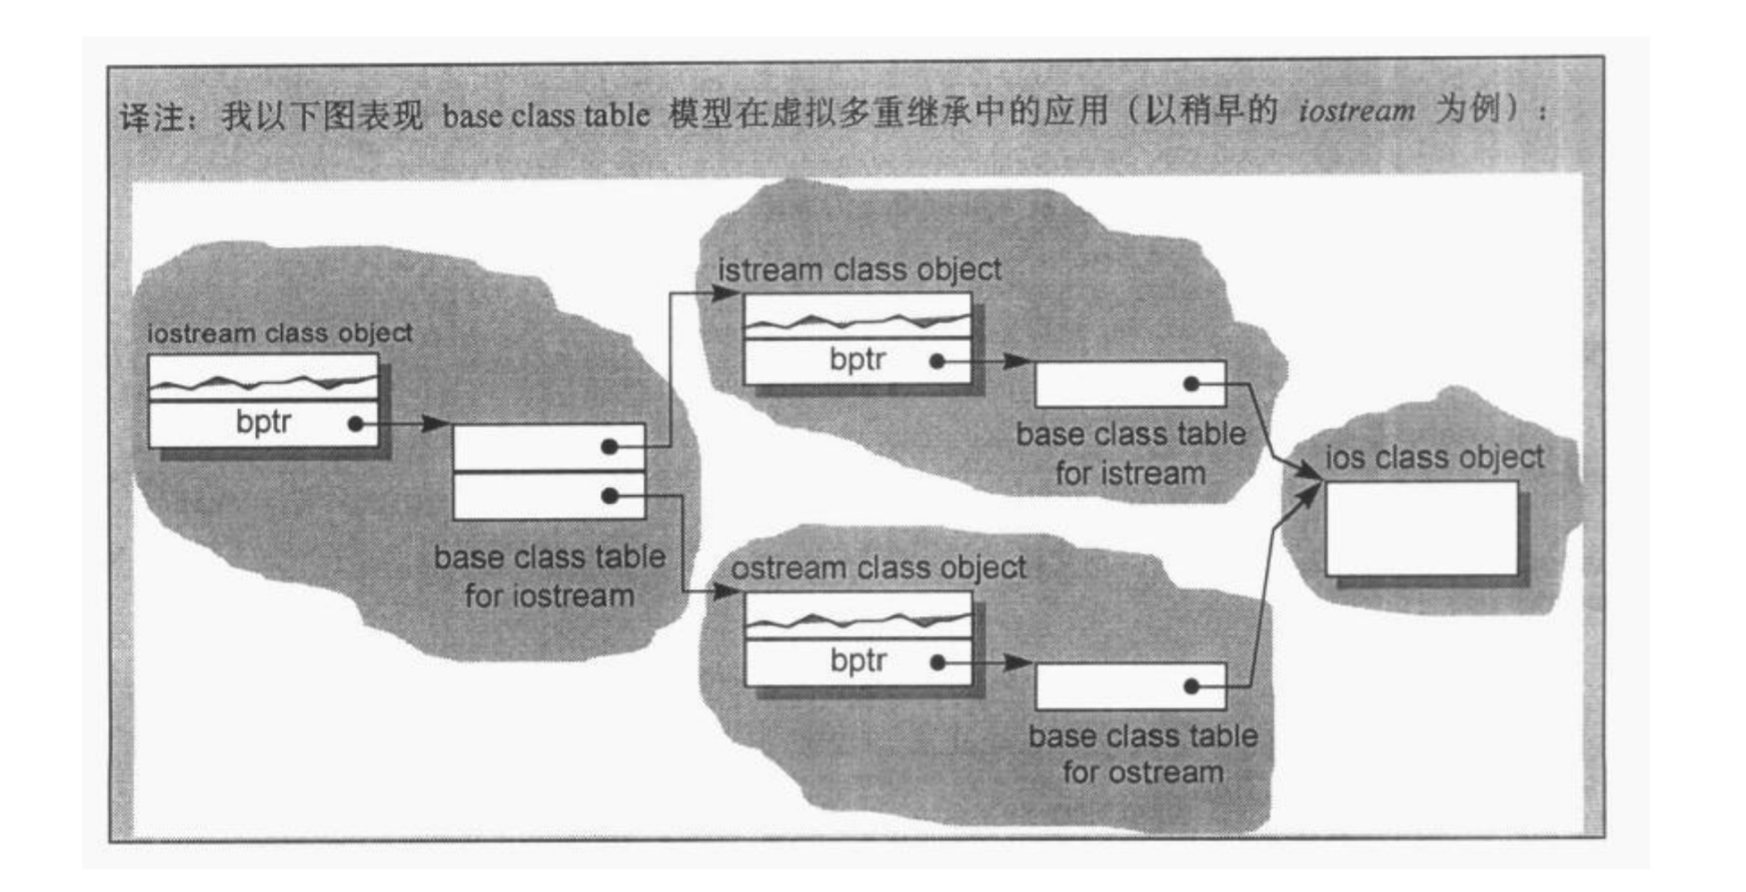 译注：我以下图表现 base class table 模型在虚拟多重继承中的应用（以稍早的 iostream 为例）：
istream class object
iostream class object
bptr
bptr
base class table
for istream
ios class object
base class table
for iostream
ostream class object
bptr
base class table
for ostream